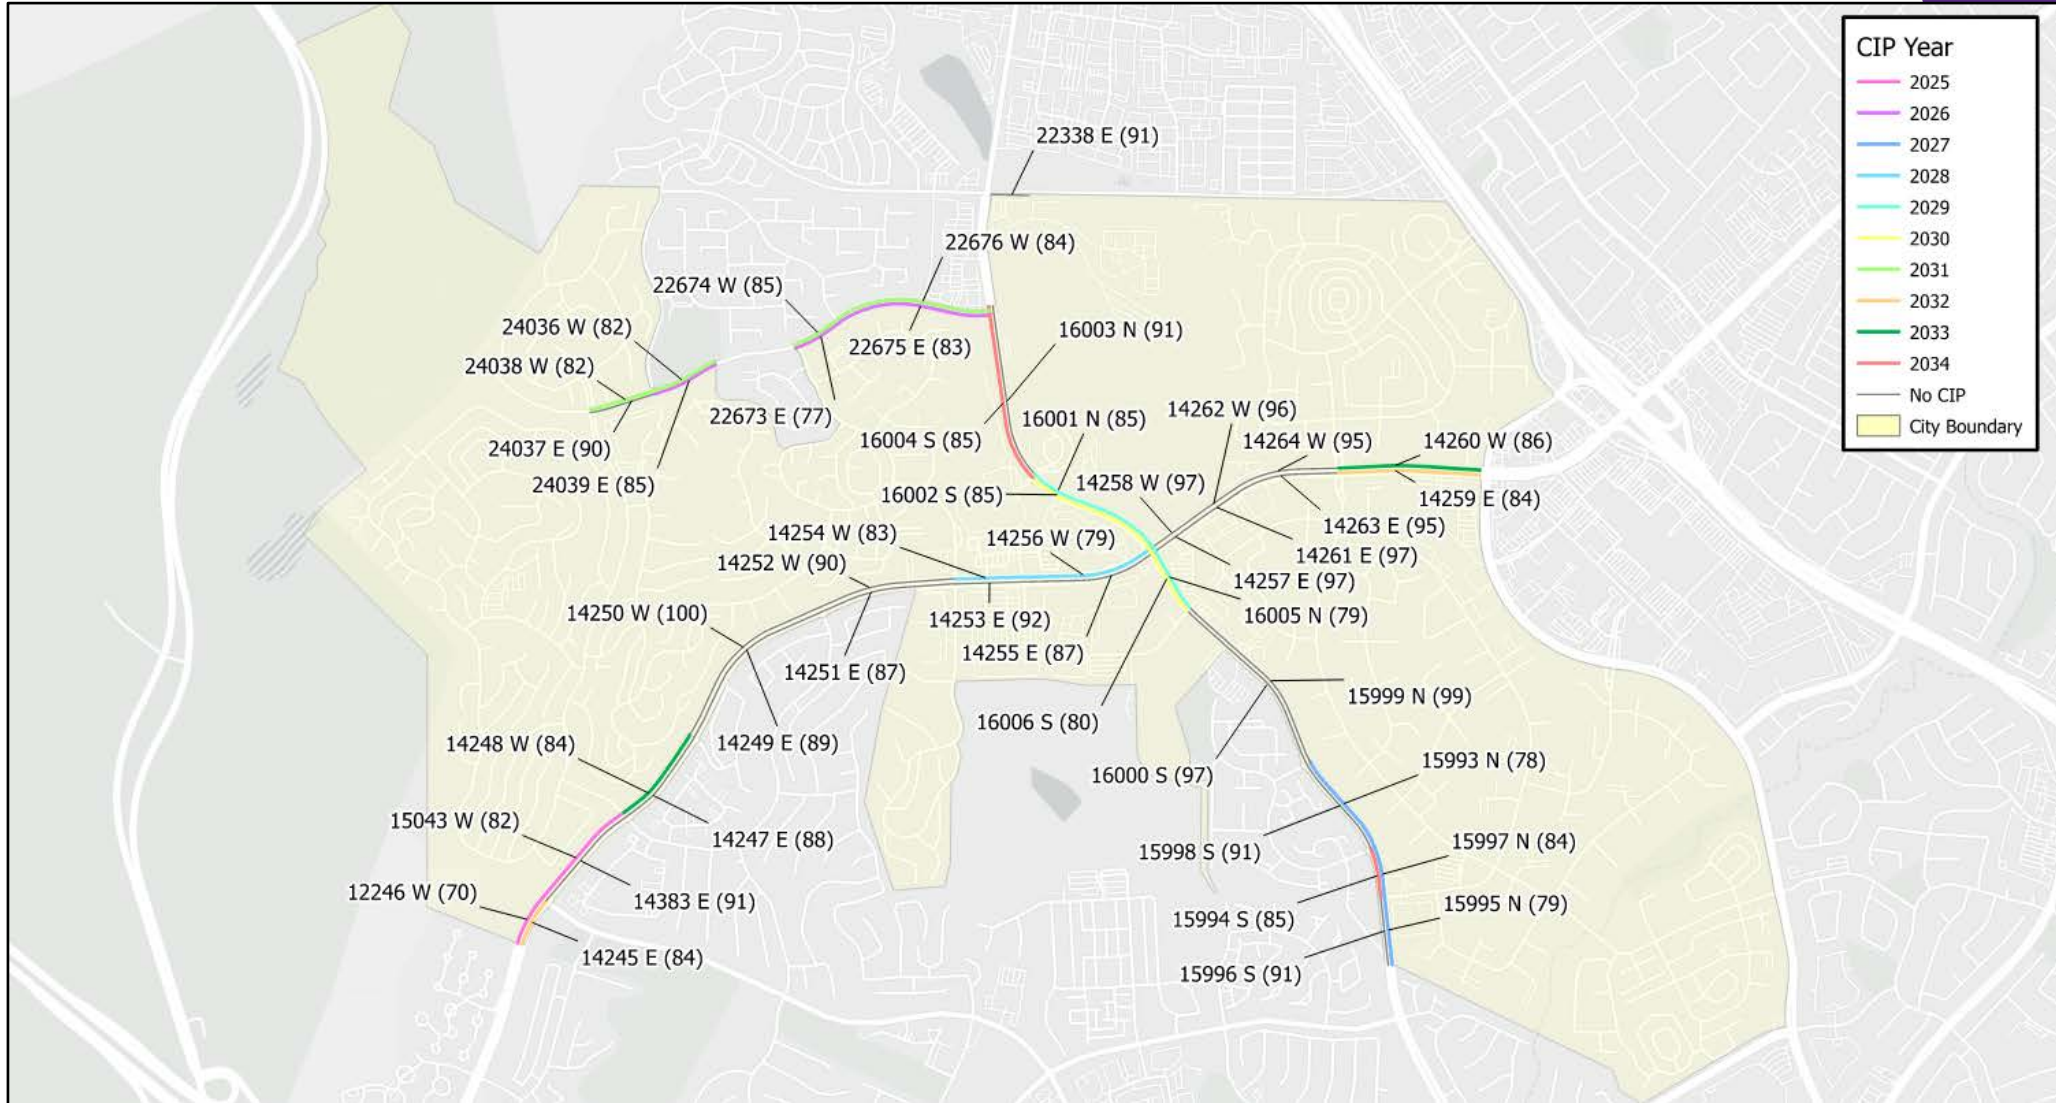 CIP Year
2025
2026
2027
2028
2029
2030
2031
2032
2033
2034
No CIP
City Boundary
22338 E (91)
22676 W (84)
22674 W (85)
24036 W (82)
16003 N (91)
22675 E (83)
24038 W (82)
22673 E (77)
14262 W (96)
16001 N (85)
16004 S (85)
14264 W (95)
14260 W (86)
24037 E (90)
24039 E (85)
14258 W (97)
16002 S (85)
14259 E (84)
14263 E (95)
14254 W (83)
14256 W (79)
14261 E (97)
14252 W (90)
14257 E (97)
14250 W (100)
14253 E (92)
16005 N (79)
14255 E (87)
14251 E (87)
15999 N (99)
16006 S (80)
14248 W (84)
14249 E (89)
15993 N (78)
16000 S (97)
15043 W (82)
14247 E (88)
15997 N (84)
15998 S (91)
12246 W (70)
14383 E (91)
15995 N (79)
15994 S (85)
14245 E (84)
15996 S (91)